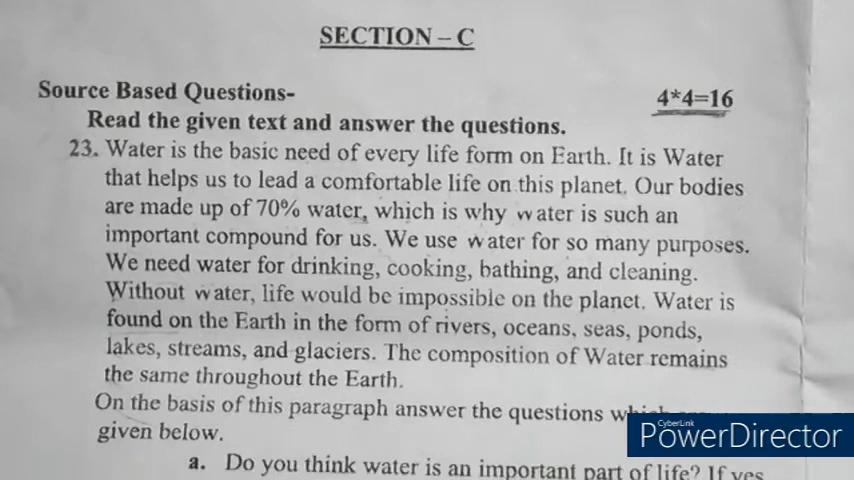 SECTION – C
Source Based Questions- 4*4=16
Read the given text and answer the questions.
23. Water is the basic need of every life form on Earth. It is Water
that helps us to lead a comfortable life on this planet. Our bodies
are made up of 70% water, which is why water is such an
important compound for us. We use water for so many purposes.
We need water for drinking, cooking, bathing, and cleaning.
Without water, life would be impossible on the planet. Water is
found on the Earth in the form of rivers, oceans, seas, ponds,
lakes, streams, and glaciers. The composition of Water remains
the same throughout the Earth.
On the basis of this paragraph answer the questions
given below.
CyberLink
PowerDirector
a. Do you think water is an important part of life? If yes